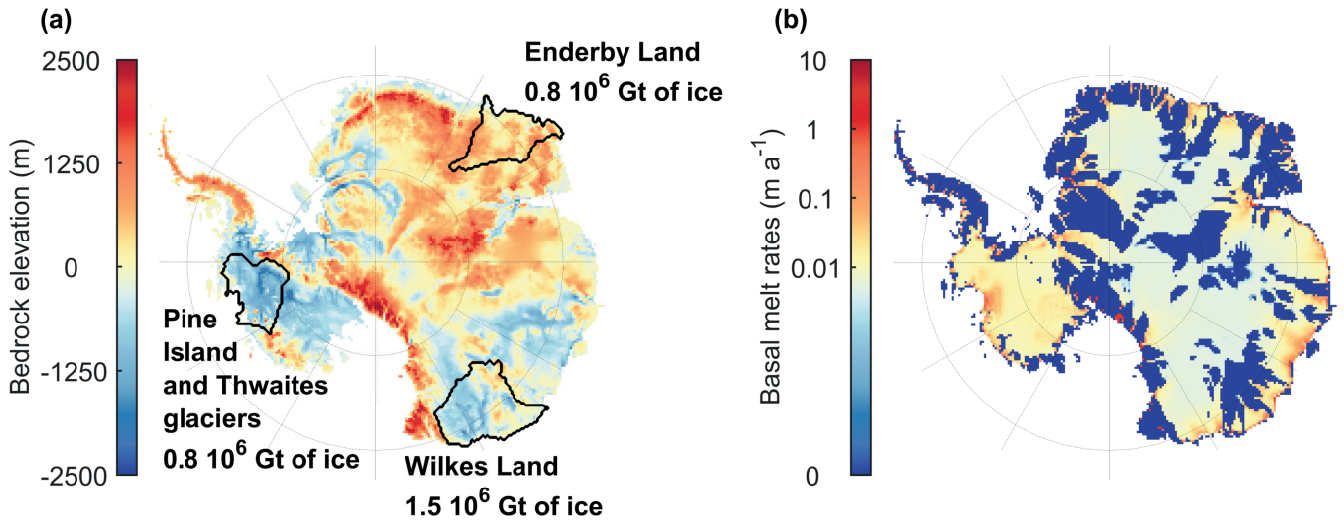 (a)
2500
1250
0
-1250
-2500
Bedrock elevation (m)
Enderby Land
0.8 10⁶ Gt of ice
Pine
Island
and Thwaites
glaciers
0.8 10⁶ Gt of ice
Wilkes Land
1.5 10⁶ Gt of ice
(b)
10
1
0.1
0.01
0
Basal melt rates (m a⁻¹)